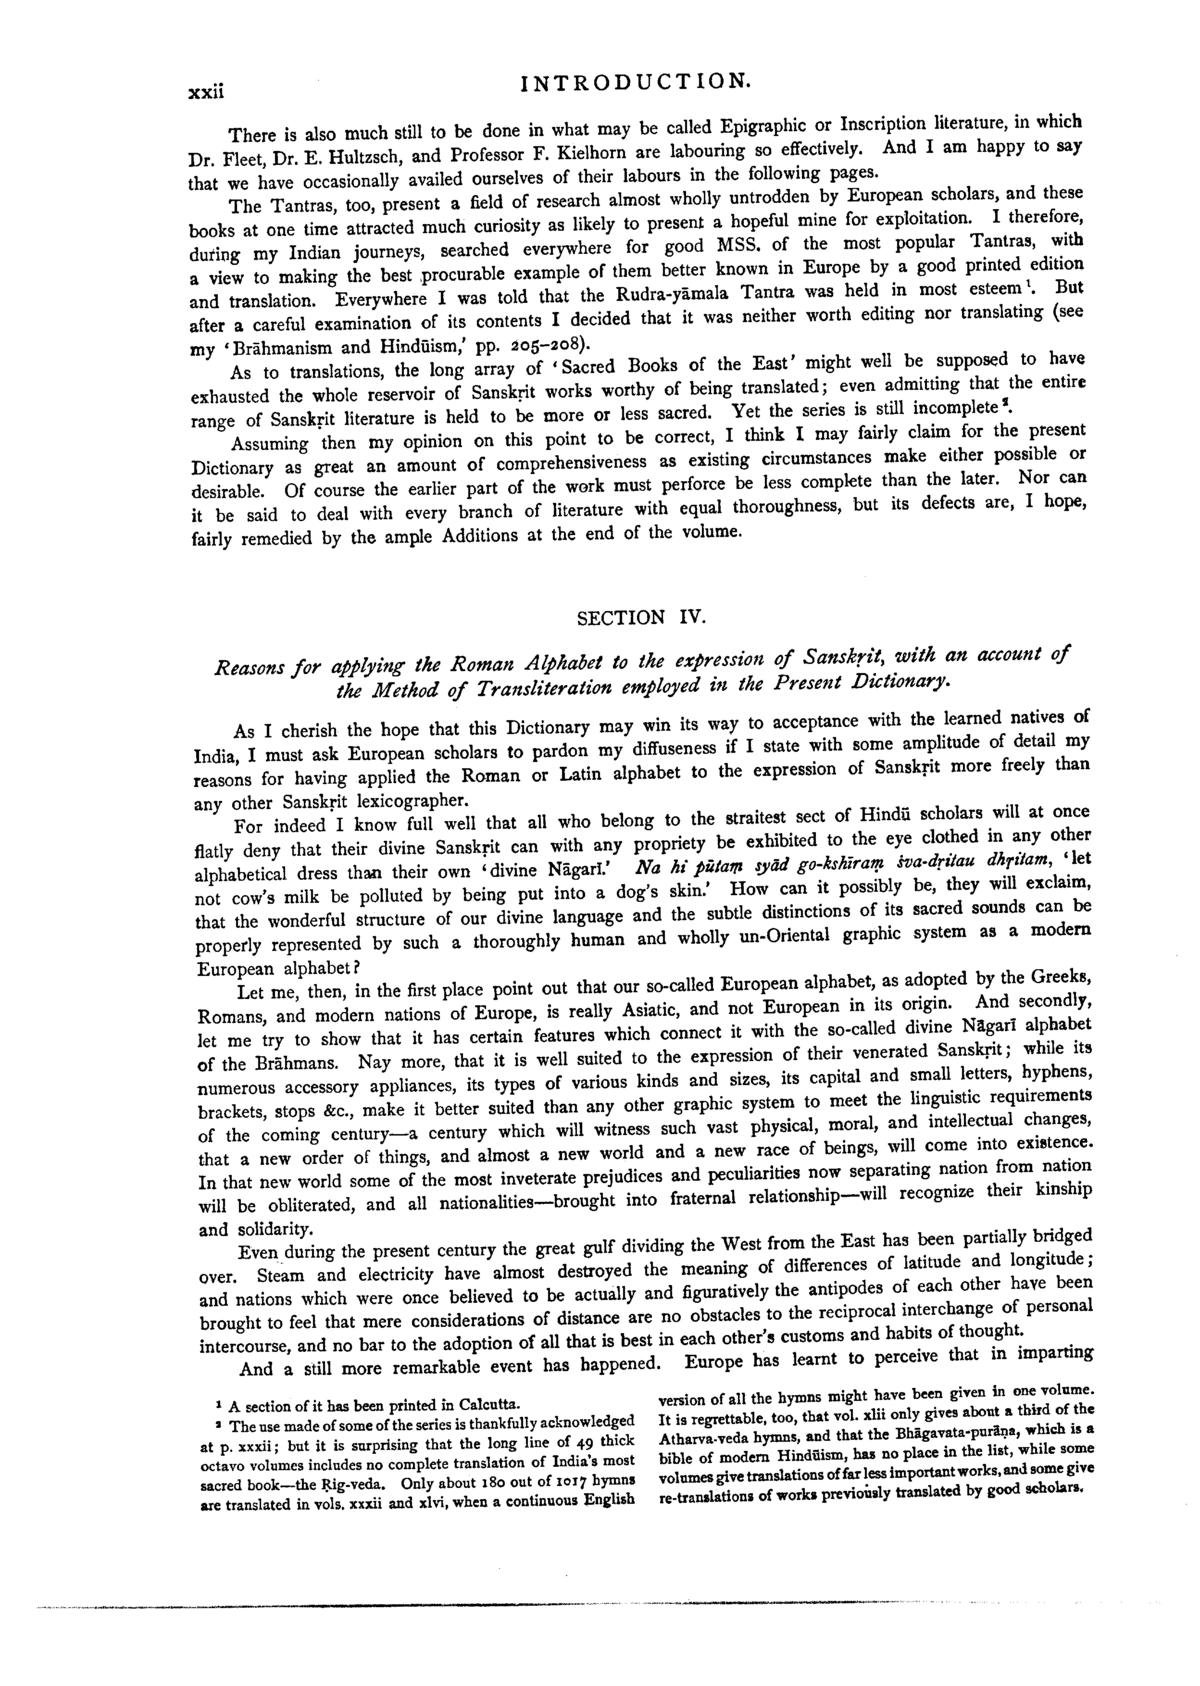 xxii
INTRODUCTION.
There is also much still to be done in what may be called Epigraphic or Inscription literature, in which
Dr. Fleet, Dr. E. Hultzsch, and Professor F. Kielhorn are labouring so effectively. And I am happy to say
that we have occasionally availed ourselves of their labours in the following pages.
The Tantras, too, present a field of research almost wholly untrodden by European scholars, and these
books at one time attracted much curiosity as likely to present a hopeful mine for exploitation. I therefore,
during my Indian journeys, searched everywhere for good MSS. of the most popular Tantras, with
a view to making the best procurable example of them better known in Europe by a good printed edition
and translation. Everywhere I was told that the Rudra-yāmala Tantra was held in most esteem¹. But
after a careful examination of its contents I decided that it was neither worth editing nor translating (see
my ‘Brāhmanism and Hindūism,’ pp. 205–208).
As to translations, the long array of ‘Sacred Books of the East’ might well be supposed to have
exhausted the whole reservoir of Sanskṛit works worthy of being translated; even admitting that the entire
range of Sanskṛit literature is held to be more or less sacred. Yet the series is still incomplete².
Assuming then my opinion on this point to be correct, I think I may fairly claim for the present
Dictionary as great an amount of comprehensiveness as existing circumstances make either possible or
desirable. Of course the earlier part of the work must perforce be less complete than the later. Nor can
it be said to deal with every branch of literature with equal thoroughness, but its defects are, I hope,
fairly remedied by the ample Additions at the end of the volume.
SECTION IV.
Reasons for applying the Roman Alphabet to the expression of Sanskṛit, with an account of
the Method of Transliteration employed in the Present Dictionary.
As I cherish the hope that this Dictionary may win its way to acceptance with the learned natives of
India, I must ask European scholars to pardon my diffuseness if I state with some amplitude of detail my
reasons for having applied the Roman or Latin alphabet to the expression of Sanskṛit more freely than
any other Sanskṛit lexicographer.
For indeed I know full well that all who belong to the straitest sect of Hindū scholars will at once
flatly deny that their divine Sanskṛit can with any propriety be exhibited to the eye clothed in any other
alphabetical dress than their own ‘divine Nāgarī.’ Na hi pūtaṃ syād go-kshīraṃ śva-dṛitau dhṛitam, ‘let
not cow's milk be polluted by being put into a dog's skin.’ How can it possibly be, they will exclaim,
that the wonderful structure of our divine language and the subtle distinctions of its sacred sounds can be
properly represented by such a thoroughly human and wholly un-Oriental graphic system as a modern
European alphabet?
Let me, then, in the first place point out that our so-called European alphabet, as adopted by the Greeks,
Romans, and modern nations of Europe, is really Asiatic, and not European in its origin. And secondly,
let me try to show that it has certain features which connect it with the so-called divine Nāgarī alphabet
of the Brāhmans. Nay more, that it is well suited to the expression of their venerated Sanskṛit; while its
numerous accessory appliances, its types of various kinds and sizes, its capital and small letters, hyphens,
brackets, stops &c., make it better suited than any other graphic system to meet the linguistic requirements
of the coming century—a century which will witness such vast physical, moral, and intellectual changes,
that a new order of things, and almost a new world and a new race of beings, will come into existence.
In that new world some of the most inveterate prejudices and peculiarities now separating nation from nation
will be obliterated, and all nationalities—brought into fraternal relationship—will recognize their kinship
and solidarity.
Even during the present century the great gulf dividing the West from the East has been partially bridged
over. Steam and electricity have almost destroyed the meaning of differences of latitude and longitude;
and nations which were once believed to be actually and figuratively the antipodes of each other have been
brought to feel that mere considerations of distance are no obstacles to the reciprocal interchange of personal
intercourse, and no bar to the adoption of all that is best in each other's customs and habits of thought.
And a still more remarkable event has happened. Europe has learnt to perceive that in imparting
¹ A section of it has been printed in Calcutta.
² The use made of some of the series is thankfully acknowledged
at p. xxxii; but it is surprising that the long line of 49 thick
octavo volumes includes no complete translation of India's most
sacred book—the Ṛig-veda. Only about 180 out of 1017 hymns
are translated in vols. xxxii and xlvi, when a continuous English
version of all the hymns might have been given in one volume.
It is regrettable, too, that vol. xlii only gives about a third of the
Atharva-veda hymns, and that the Bhāgavata-purāṇa, which is a
bible of modern Hindūism, has no place in the list, while some
volumes give translations of far less important works, and some give
re-translations of works previously translated by good scholars.